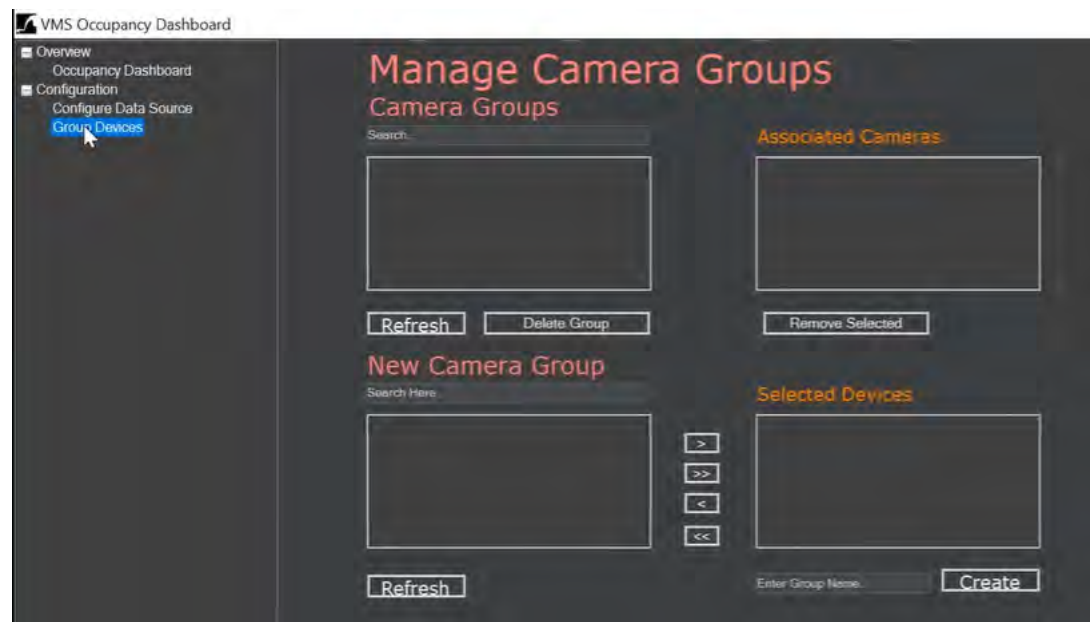 VMS Occupancy Dashboard
Overview
Occupancy Dashboard
Configuration
Configure Data Source
Group Devices
Manage Camera Groups
Camera Groups
Search..
Associated Cameras
Refresh
Delete Group
Remove Selected
New Camera Group
Search Here..
Selected Devices
>
>>
<
<<
Refresh
Enter Group Name..
Create